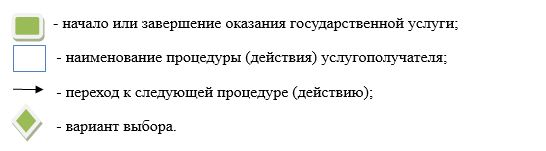 - начало или завершение оказания государственной услуги;
- наименование процедуры (действия) услугополучателя;
- переход к следующей процедуре (действию);
- вариант выбора.